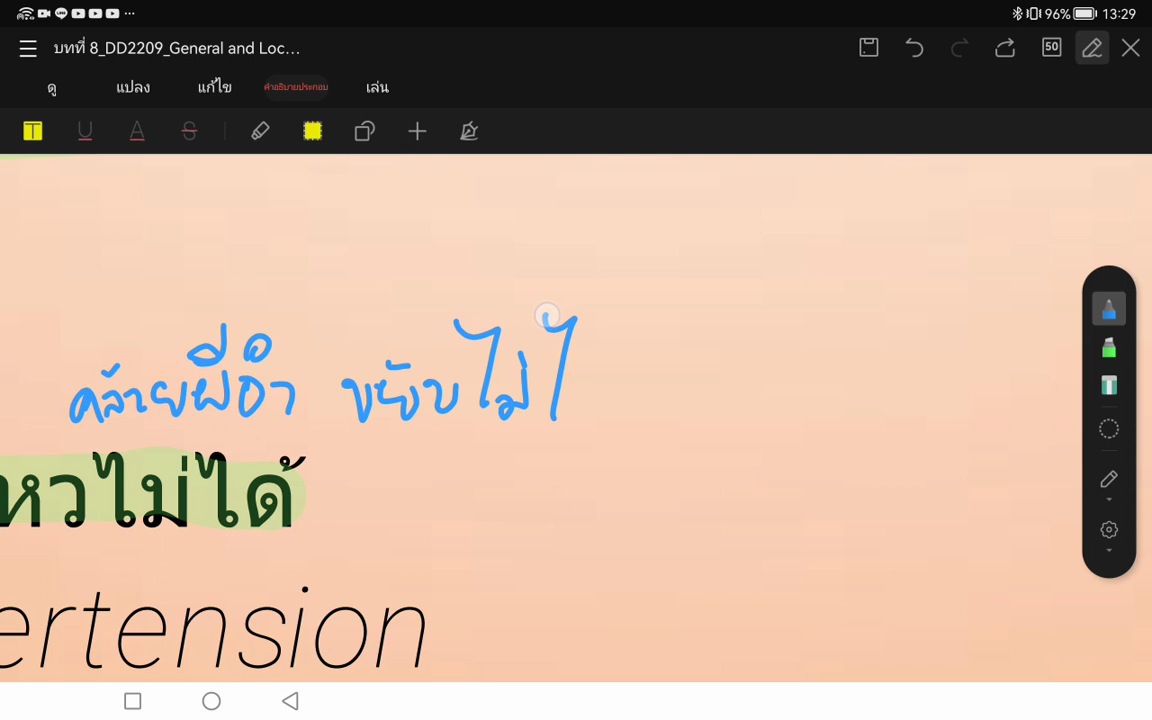 96% 13:29
บทที่ 8_DD2209_General and Loc...
50
ดู แปลง แก้ไข คำอธิบายประกอบ เล่น
T U A S
คล้ายผีอำ ขยับไม่ไ
หวไม่ได้
ertension